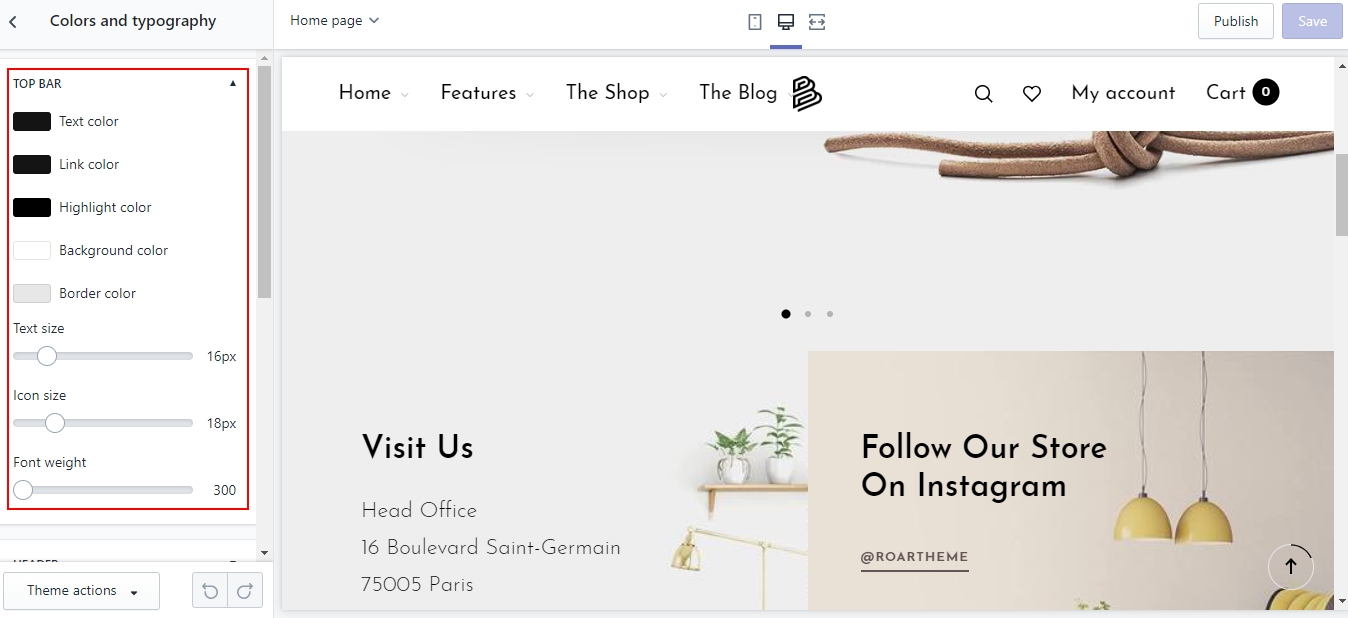 Colors and typography
Home page
Publish
Save
TOP BAR
Text color
Link color
Highlight color
Background color
Border color
Text size
16px
Icon size
18px
Font weight
300
HEADER
Theme actions
Home
Features
The Shop
The Blog
My account
Cart 0
Visit Us
Head Office
16 Boulevard Saint-Germain
75005 Paris
Follow Our Store
On Instagram
@ROARTHEME